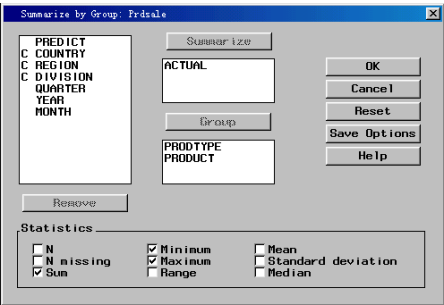 Summarize by Group: Prdsale
PREDICT
C COUNTRY
C REGION
C DIVISION
QUARTER
YEAR
MONTH
Remove
Summarize
ACTUAL
Group
PRODTYPE
PRODUCT
OK
Cancel
Reset
Save Options
Help
Statistics
N
N missing
Sum
Minimum
Maximum
Range
Mean
Standard deviation
Median